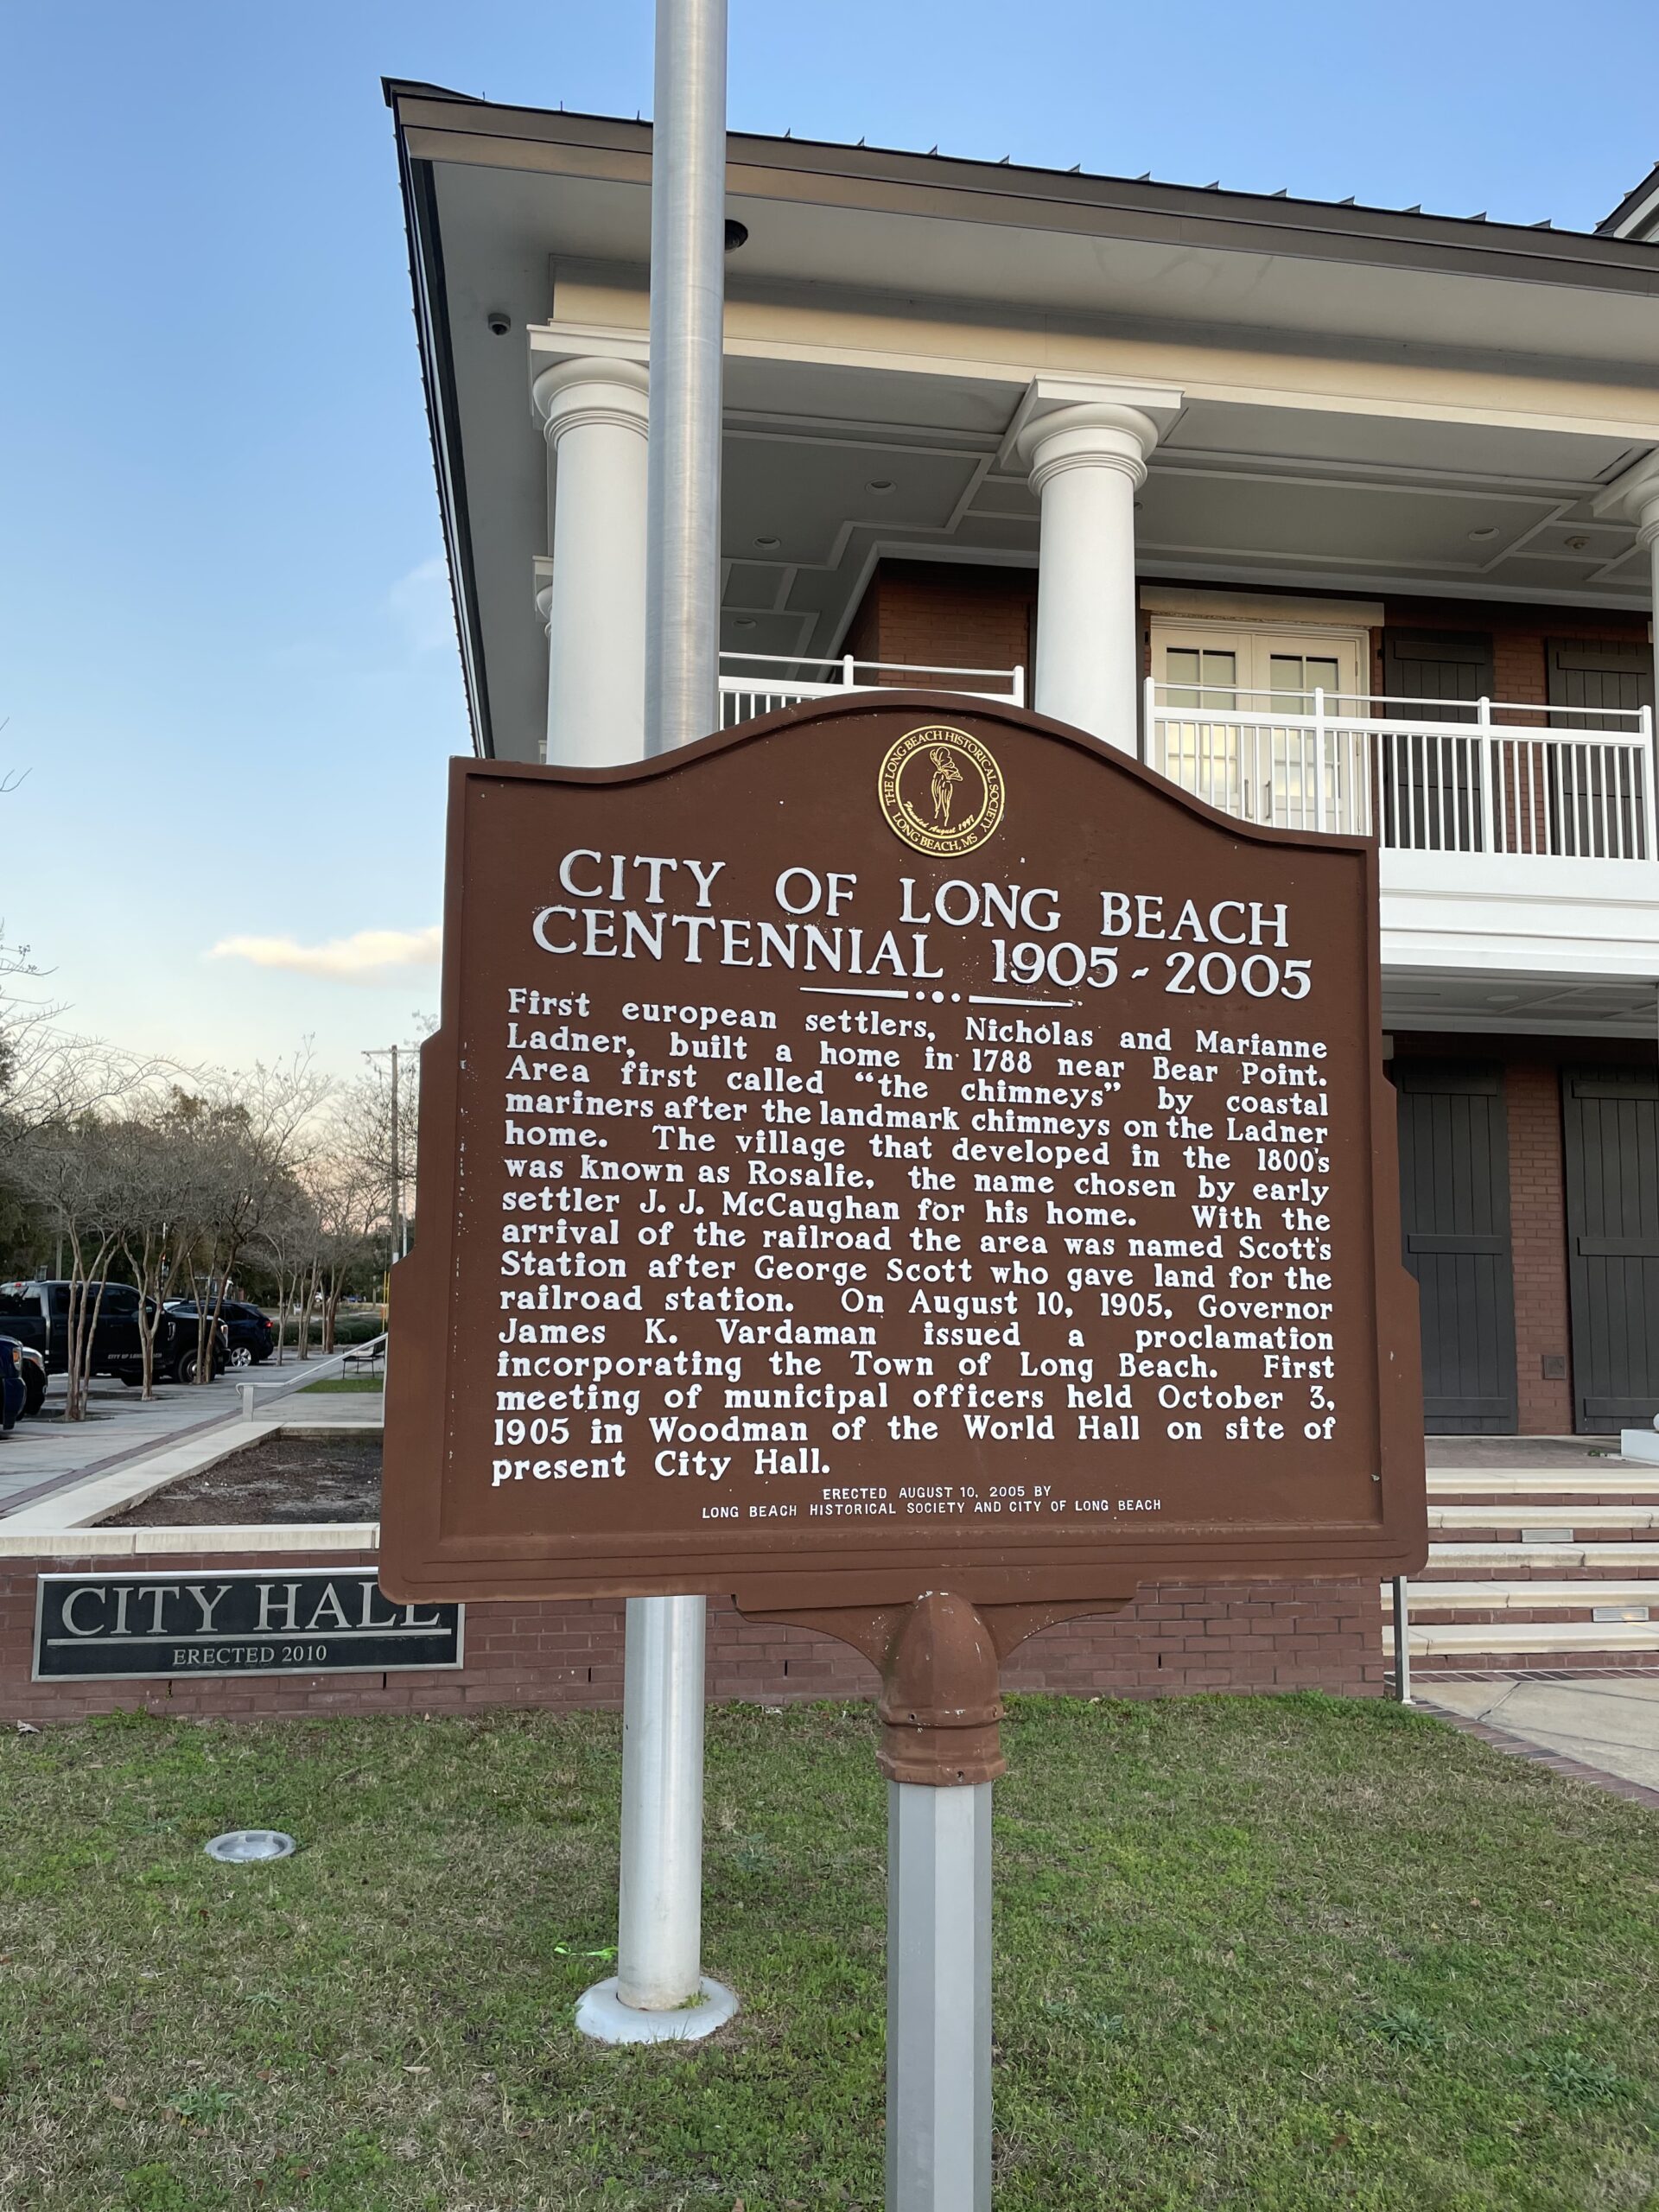 THE LONG BEACH HISTORICAL SOCIETY
Founded August 1997
LONG BEACH, MS
CITY OF LONG BEACH
CENTENNIAL 1905-2005
First european settlers, Nicholas and Marianne
Ladner, built a home in 1788 near Bear Point.
Area first called "the chimneys" by coastal
mariners after the landmark chimneys on the Ladner
home. The village that developed in the 1800's
was known as Rosalie, the name chosen by early
settler J. J. McCaughan for his home. With the
arrival of the railroad the area was named Scott's
Station after George Scott who gave land for the
railroad station. On August 10, 1905, Governor
James K. Vardaman issued a proclamation
incorporating the Town of Long Beach. First
meeting of municipal officers held October 3,
1905 in Woodman of the World Hall on site of
present City Hall.
ERECTED AUGUST 10, 2005 BY
LONG BEACH HISTORICAL SOCIETY AND CITY OF LONG BEACH
CITY HALL
ERECTED 2010
CITY OF LONG BEACH